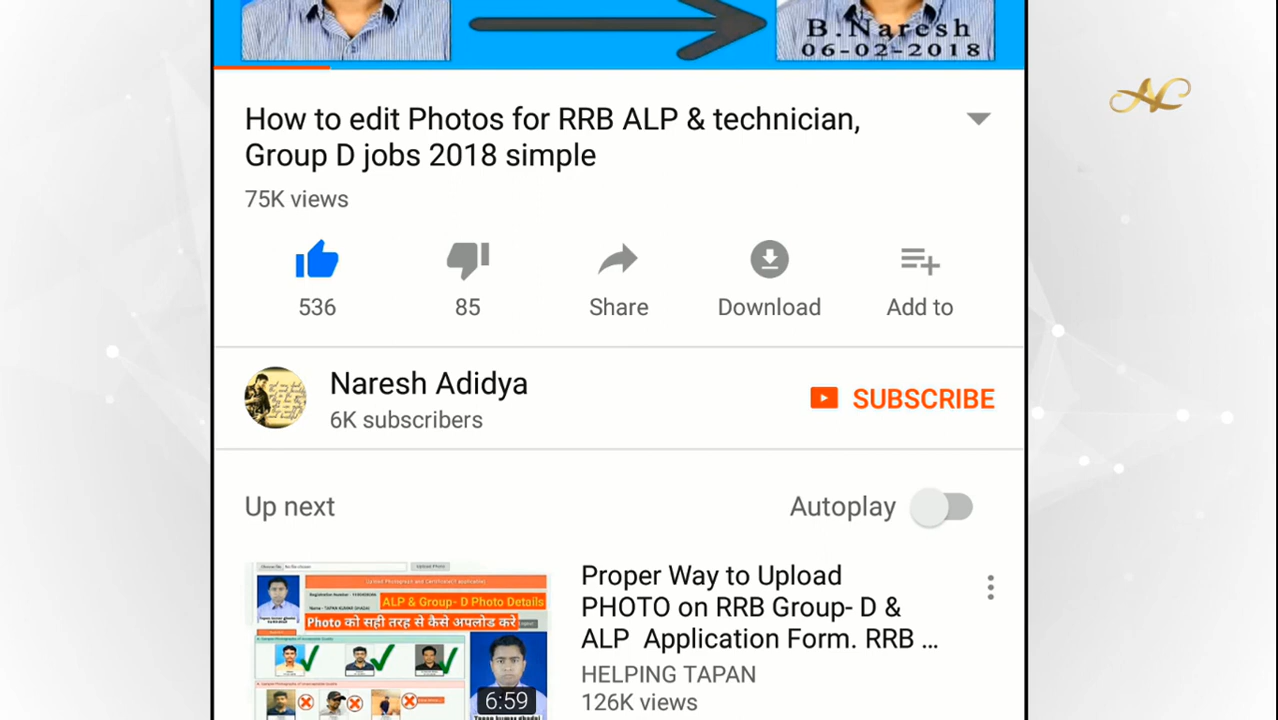 B.Naresh
06-02-2018
How to edit Photos for RRB ALP & technician,
Group D jobs 2018 simple
75K views
536
85
Share
Download
Add to
Naresh Adidya
6K subscribers
SUBSCRIBE
Up next
Autoplay
Upload Photo
ALP & Group- D Photo Details
Photo को सही तरह से कैसे अपलोड करे
6:59
Proper Way to Upload
PHOTO on RRB Group- D &
ALP Application Form. RRB ...
HELPING TAPAN
126K views